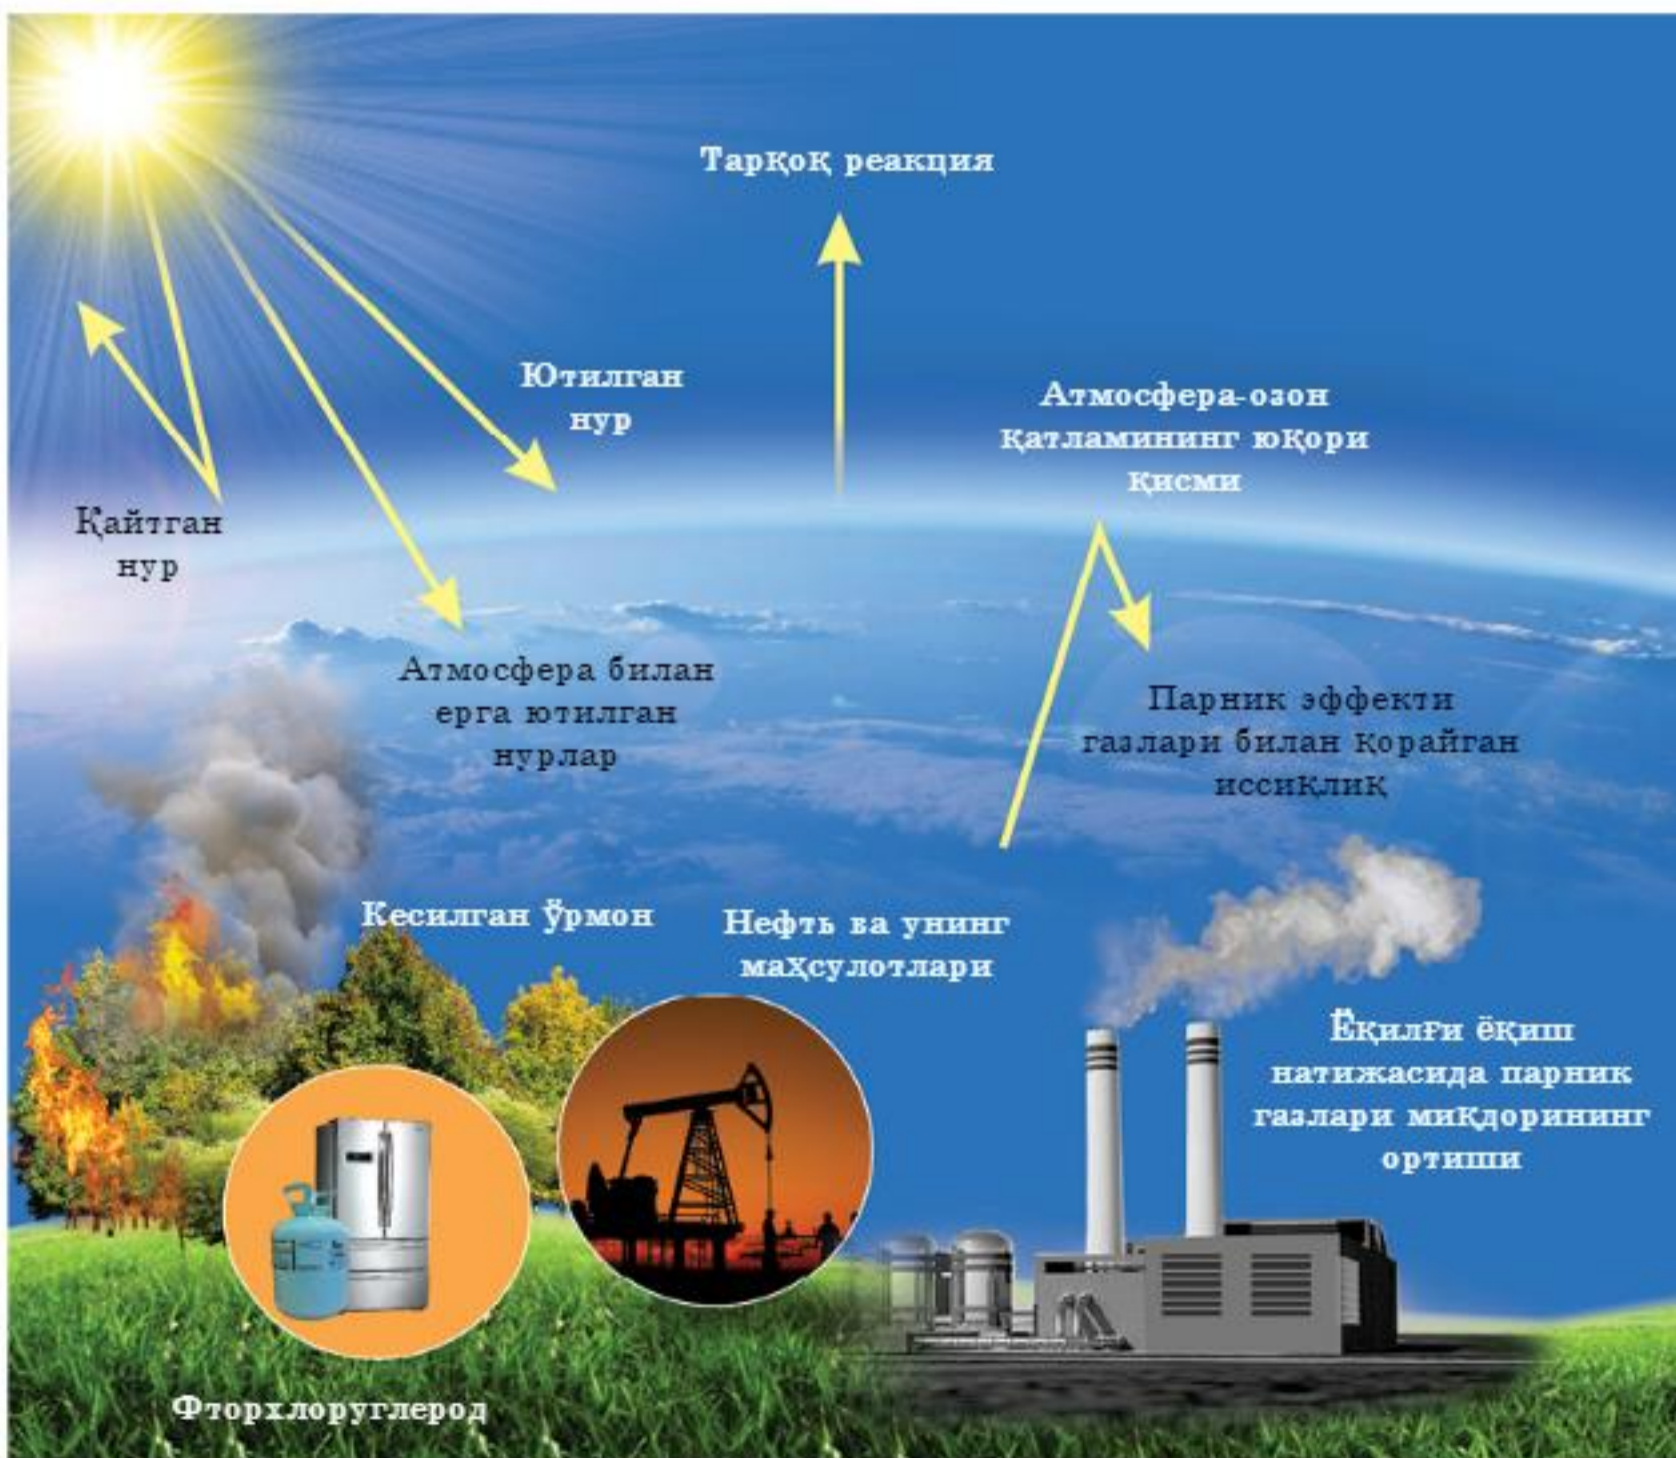 Тарқоқ реакция
Ютилган
нур
Атмосфера-озон
қатламининг юқори
қисми
Қайтган
нур
Атмосфера билан
ерга ютилган
нурлар
Парник эффекти
газлари билан қорайган
иссиқлиқ
Кесилган ўрмон
Нефть ва унинг
маҳсулотлари
Ёқилғи ёқиш
натижасида парник
газлари миқдорининг
ортиши
Фторхлоруглерод